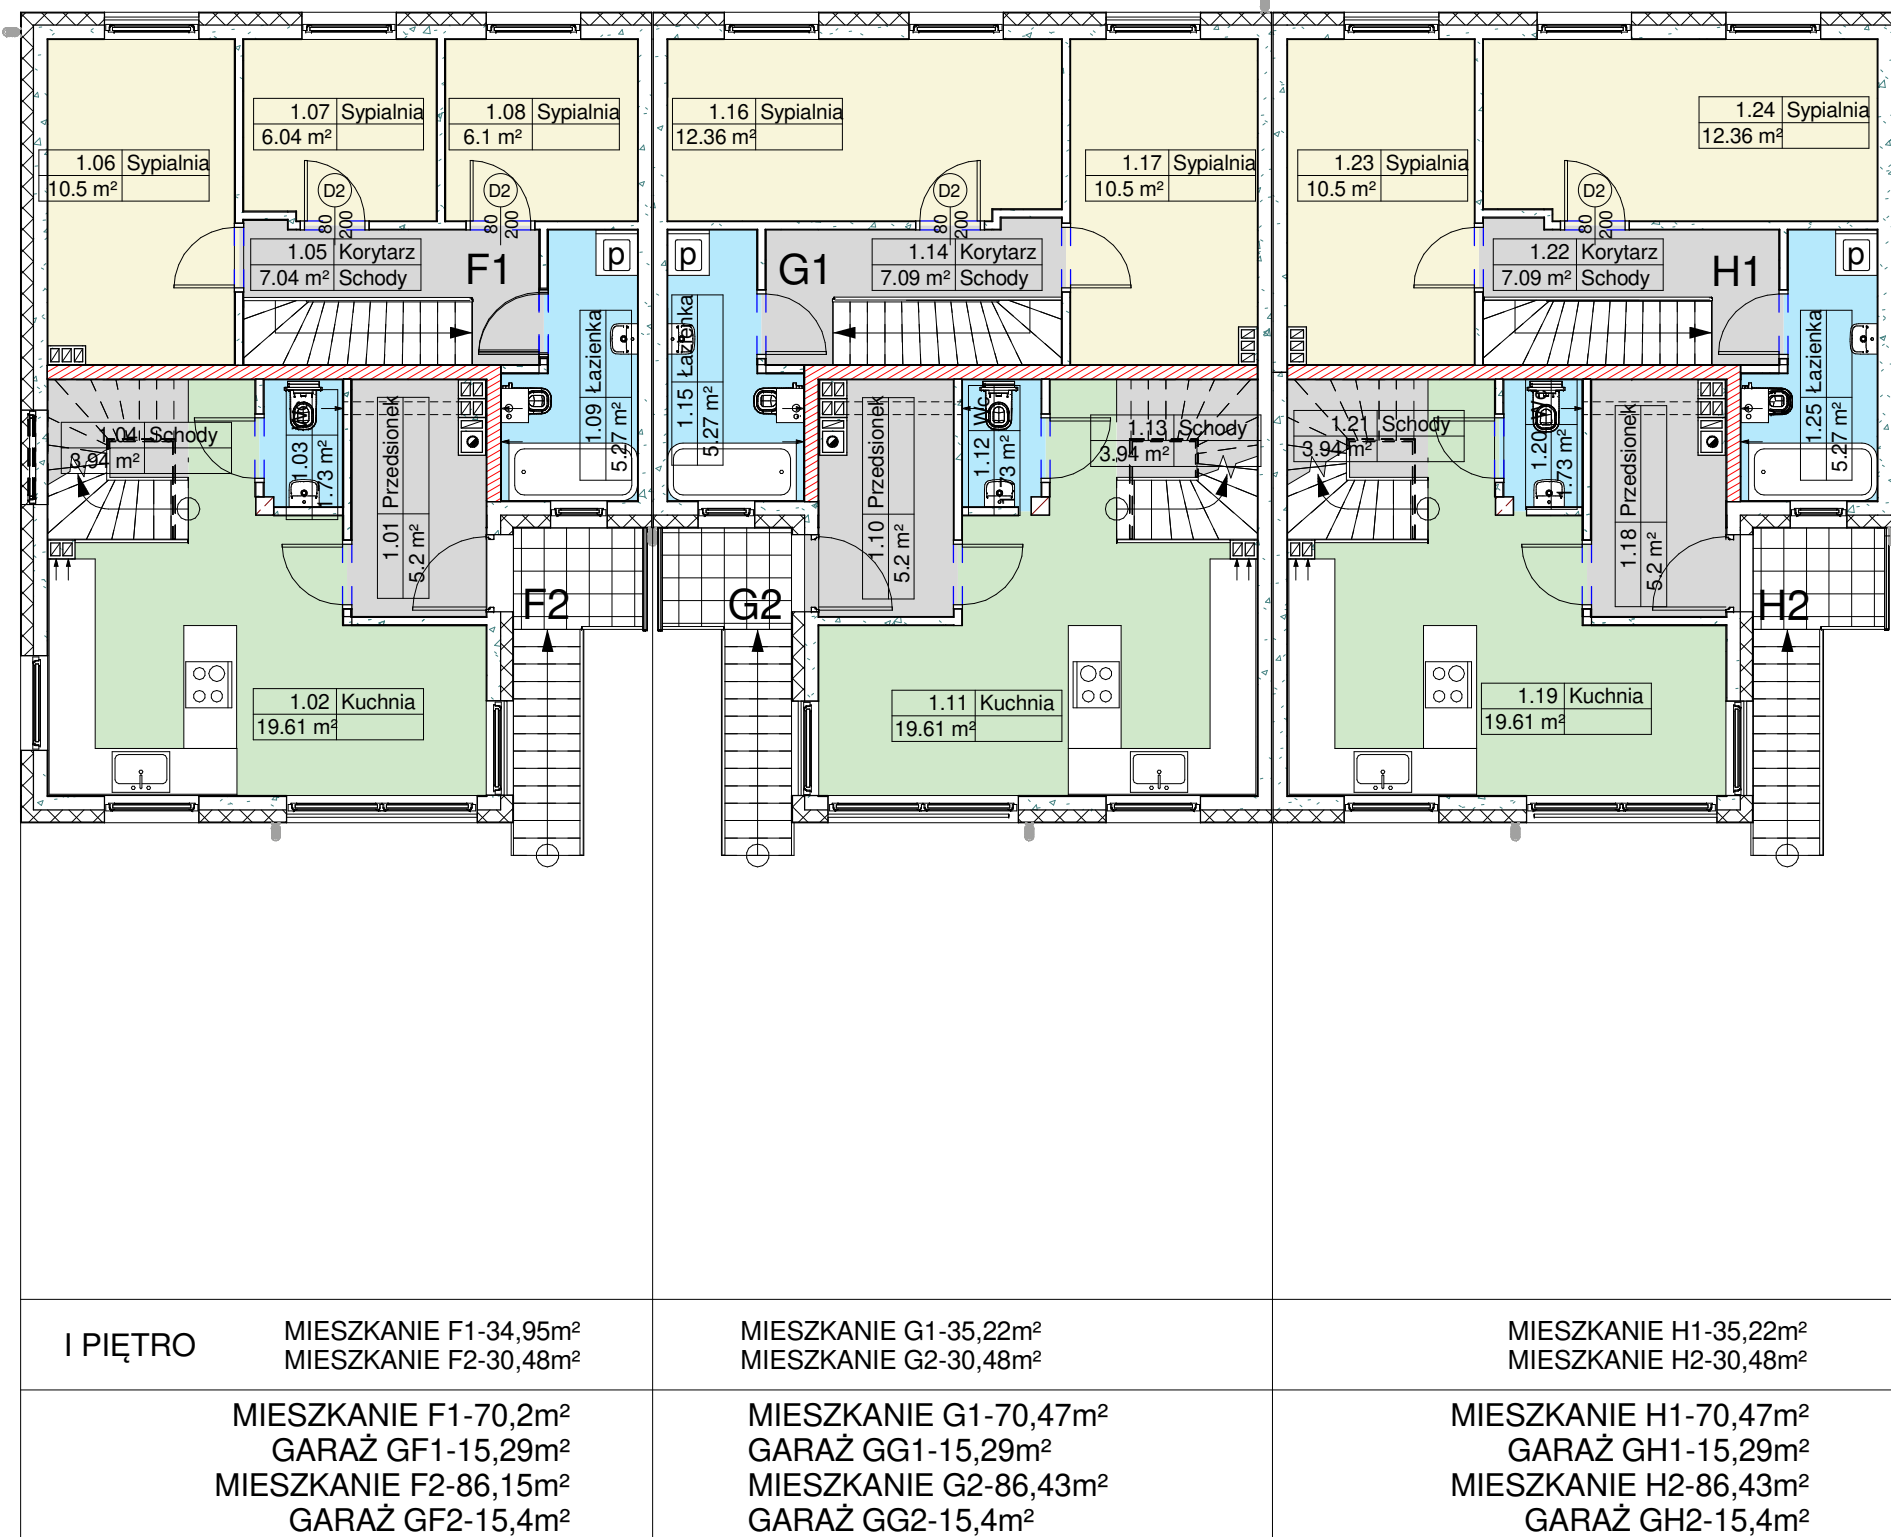 1.06 Sypialnia
10.5 m²
1.07 Sypialnia
6.04 m²
1.08 Sypialnia
6.1 m²
1.16 Sypialnia
12.36 m²
1.17 Sypialnia
10.5 m²
1.23 Sypialnia
10.5 m²
1.24 Sypialnia
12.36 m²
D2
80
200
D2
80
200
D2
80
200
D2
80
200
1.05 Korytarz
7.04 m² Schody
F1
p
p
G1
1.14 Korytarz
7.09 m² Schody
1.22 Korytarz
7.09 m² Schody
H1
p
1.09 Łazienka
5.27 m²
1.15 Łazienka
5.27 m²
1.25 Łazienka
5.27 m²
1.04 Schody
3.94 m²
1.03
1.73 m²
1.01 Przedsionek
5.2 m²
1.10 Przedsionek
5.2 m²
1.12 Wc
73 m²
1.13 Schody
3.94 m²
1.21 Schody
3.94 m²
1.20
1.73 m²
1.18 Przedsionek
5.2 m²
F2
G2
H2
1.02 Kuchnia
19.61 m²
1.11 Kuchnia
19.61 m²
1.19 Kuchnia
19.61 m²
I PIĘTRO
MIESZKANIE F1-34,95m²
MIESZKANIE F2-30,48m²
MIESZKANIE G1-35,22m²
MIESZKANIE G2-30,48m²
MIESZKANIE H1-35,22m²
MIESZKANIE H2-30,48m²
MIESZKANIE F1-70,2m²
GARAŻ GF1-15,29m²
MIESZKANIE F2-86,15m²
GARAŻ GF2-15,4m²
MIESZKANIE G1-70,47m²
GARAŻ GG1-15,29m²
MIESZKANIE G2-86,43m²
GARAŻ GG2-15,4m²
MIESZKANIE H1-70,47m²
GARAŻ GH1-15,29m²
MIESZKANIE H2-86,43m²
GARAŻ GH2-15,4m²